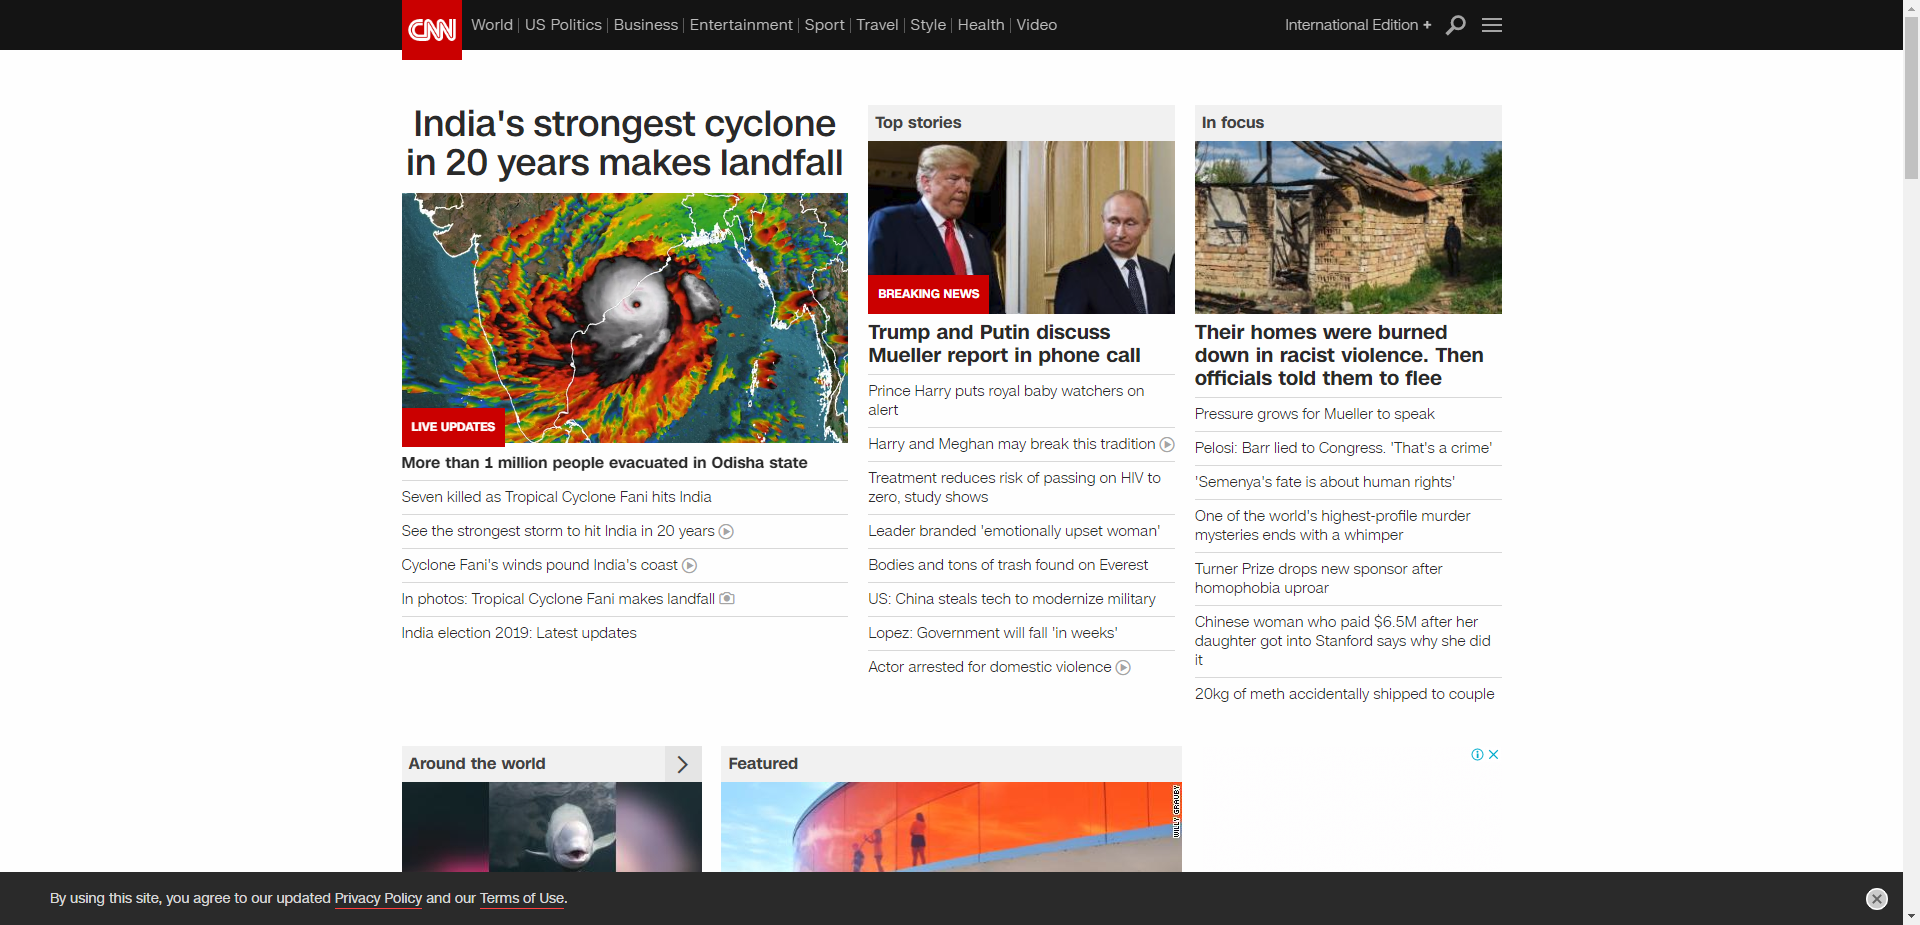 CNN
World
US Politics
Business
Entertainment
Sport
Travel
Style
Health
Video
International Edition +
India's strongest cyclone
in 20 years makes landfall
LIVE UPDATES
More than 1 million people evacuated in Odisha state
Seven killed as Tropical Cyclone Fani hits India
See the strongest storm to hit India in 20 years
Cyclone Fani's winds pound India's coast
In photos: Tropical Cyclone Fani makes landfall
India election 2019: Latest updates
Top stories
BREAKING NEWS
Trump and Putin discuss
Mueller report in phone call
Prince Harry puts royal baby watchers on
alert
Harry and Meghan may break this tradition
Treatment reduces risk of passing on HIV to
zero, study shows
Leader branded 'emotionally upset woman'
Bodies and tons of trash found on Everest
US: China steals tech to modernize military
Lopez: Government will fall 'in weeks'
Actor arrested for domestic violence
In focus
Their homes were burned
down in racist violence. Then
officials told them to flee
Pressure grows for Mueller to speak
Pelosi: Barr lied to Congress. 'That's a crime'
'Semenya's fate is about human rights'
One of the world's highest-profile murder
mysteries ends with a whimper
Turner Prize drops new sponsor after
homophobia uproar
Chinese woman who paid $6.5M after her
daughter got into Stanford says why she did
it
20kg of meth accidentally shipped to couple
Around the world
Featured
WILLY GRAUBY
By using this site, you agree to our updated Privacy Policy and our Terms of Use.